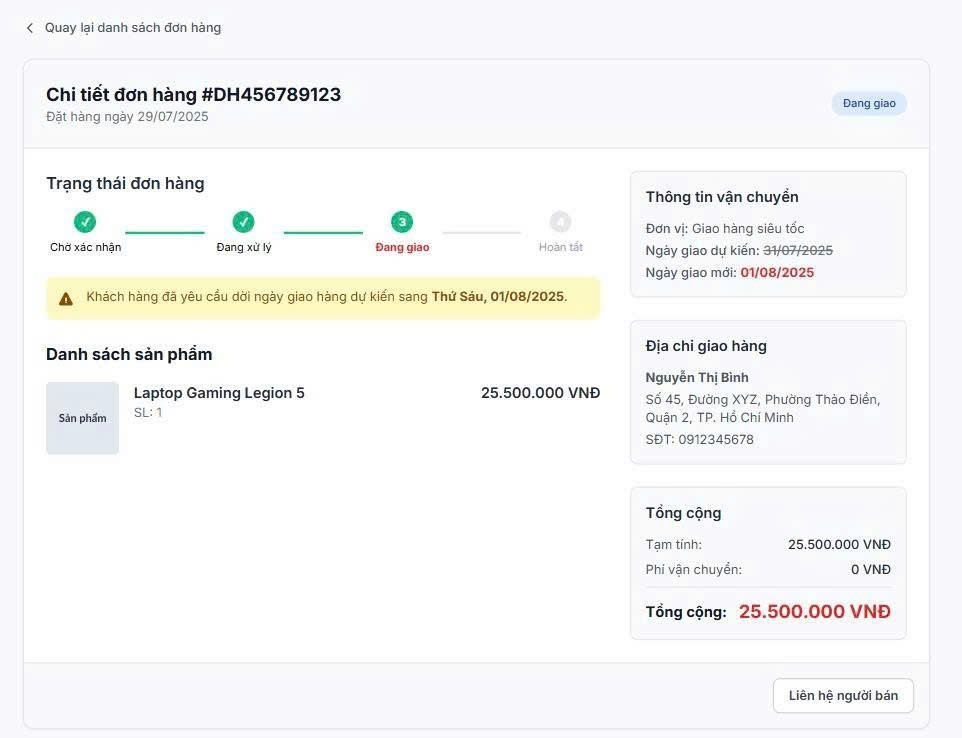 Quay lại danh sách đơn hàng
Chi tiết đơn hàng #DH456789123
Đặt hàng ngày 29/07/2025
Đang giao
Trạng thái đơn hàng
3
4
Chờ xác nhận
Đang xử lý
Đang giao
Hoàn tất
Khách hàng đã yêu cầu dời ngày giao hàng dự kiến sang Thứ Sáu, 01/08/2025.
Danh sách sản phẩm
Sản phẩm
Laptop Gaming Legion 5
25.500.000 VNĐ
SL: 1
Thông tin vận chuyển
Đơn vị: Giao hàng siêu tốc
Ngày giao dự kiến: 31/07/2025
Ngày giao mới: 01/08/2025
Địa chỉ giao hàng
Nguyễn Thị Bình
Số 45, Đường XYZ, Phường Thảo Điền,
Quận 2, TP. Hồ Chí Minh
SĐT: 0912345678
Tổng cộng
Tạm tính: 25.500.000 VNĐ
Phí vận chuyển: 0 VNĐ
Tổng cộng: 25.500.000 VNĐ
Liên hệ người bán